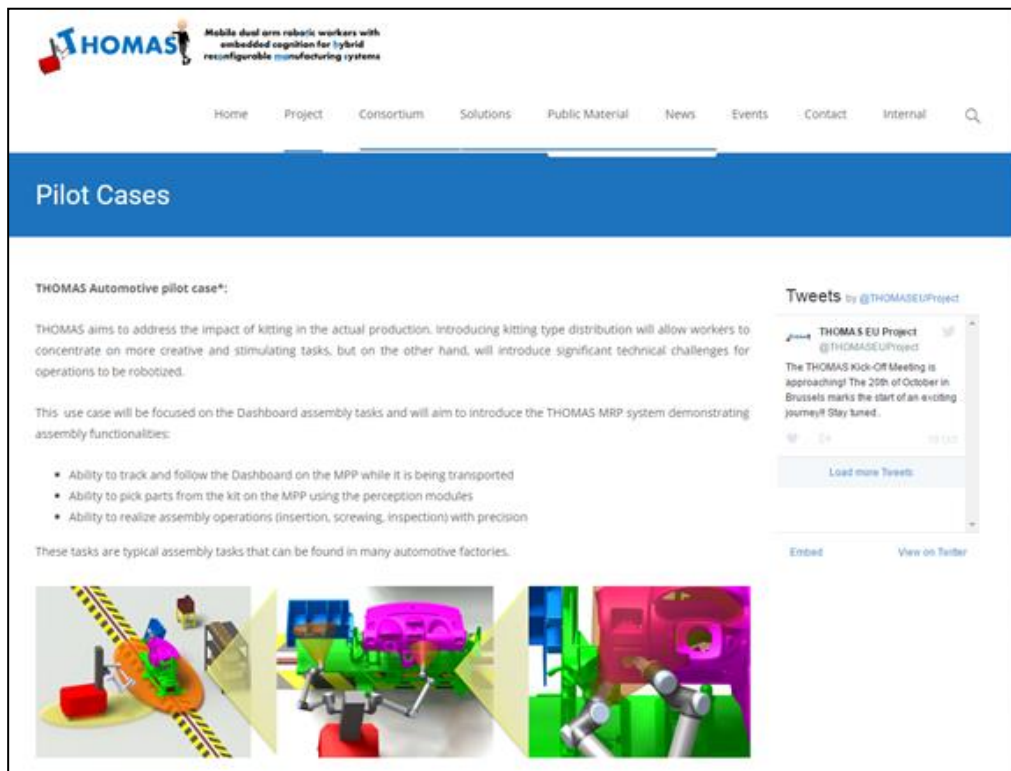 THOMAS
Mobile dual arm robotic workers with
embedded cognition for hybrid
reconfigurable manufacturing systems
Home Project Consortium Solutions Public Material News Events Contact Internal
Pilot Cases
THOMAS Automotive pilot case*:
THOMAS aims to address the impact of kitting in the actual production. Introducing kitting type distribution will allow workers to
concentrate on more creative and stimulating tasks, but on the other hand, will introduce significant technical challenges for
operations to be robotized.
This use case will be focused on the Dashboard assembly tasks and will aim to introduce the THOMAS MRP system demonstrating
assembly functionalities:
Ability to track and follow the Dashboard on the MPP while it is being transported
Ability to pick parts from the kit on the MPP using the perception modules
Ability to realize assembly operations (insertion, screwing, inspection) with precision
These tasks are typical assembly tasks that can be found in many automotive factories.
Tweets by @THOMASEUProject
THOMAS EU Project
@THOMASEUProject
The THOMAS Kick-Off Meeting is
approaching! The 20th of October in
Brussels marks the start of an exciting
journey!! Stay tuned..
Load more Tweets
Embed View on Twitter